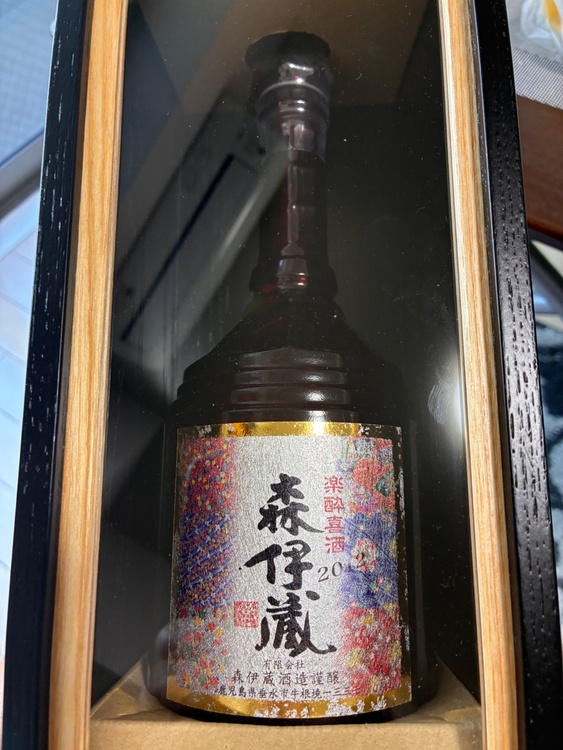 楽酔喜酒
森伊蔵
有限会社
森伊蔵酒造謹醸
鹿児島県垂水市牛根境一三三